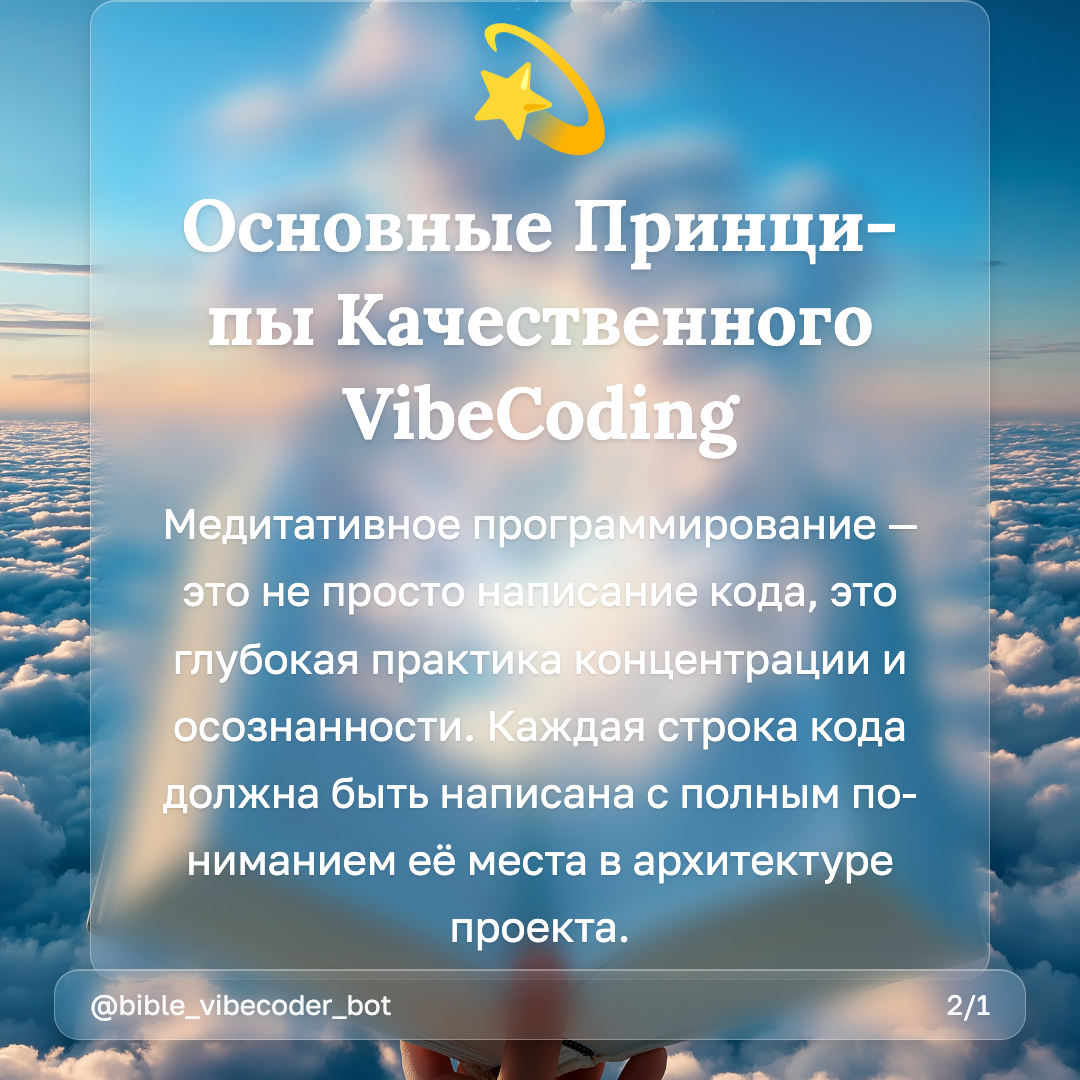 Основные Принци-
пы Качественного
VibeCoding
Медитативное программирование —
это не просто написание кода, это
глубокая практика концентрации и
осознанности. Каждая строка кода
должна быть написана с полным по-
ниманием её места в архитектуре
проекта.
@bible_vibecoder_bot 2/1